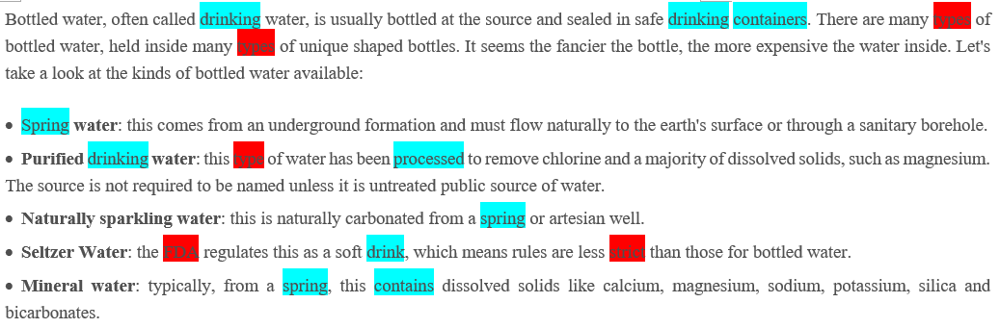 Bottled water, often called drinking water, is usually bottled at the source and sealed in safe drinking containers. There are many types of
bottled water, held inside many types of unique shaped bottles. It seems the fancier the bottle, the more expensive the water inside. Let's
take a look at the kinds of bottled water available:
• Spring water: this comes from an underground formation and must flow naturally to the earth's surface or through a sanitary borehole.
• Purified drinking water: this type of water has been processed to remove chlorine and a majority of dissolved solids, such as magnesium.
The source is not required to be named unless it is untreated public source of water.
• Naturally sparkling water: this is naturally carbonated from a spring or artesian well.
• Seltzer Water: the FDA regulates this as a soft drink, which means rules are less strict than those for bottled water.
• Mineral water: typically, from a spring, this contains dissolved solids like calcium, magnesium, sodium, potassium, silica and
bicarbonates.